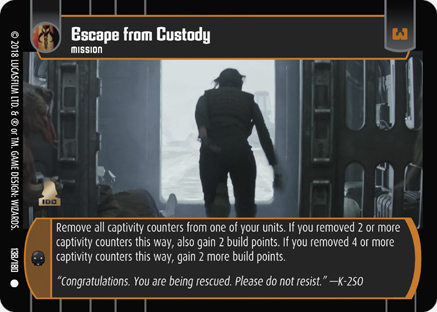 Escape from Custody
MISSION
3
© 2018 LUCASFILM LTD. & ® or TM. GAME DESIGN: WIZARDS.
Remove all captivity counters from one of your units. If you removed 2 or more
captivity counters this way, also gain 2 build points. If you removed 4 or more
captivity counters this way, gain 2 more build points.
“Congratulations. You are being rescued. Please do not resist.” —K-2SO